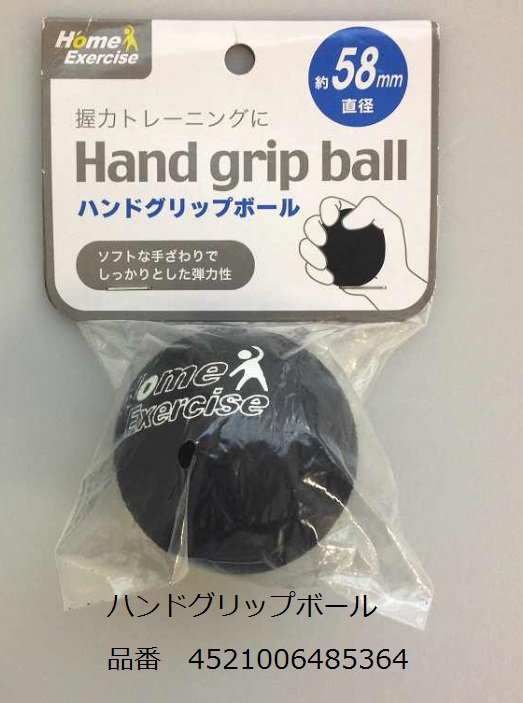 Home
Exercise
約58mm
直径
握力トレーニングに
Hand grip ball
ハンドグリップボール
ソフトな手ざわりで
しっかりとした弾力性
Home
Exercise
ハンドグリップボール
品番 4521006485364